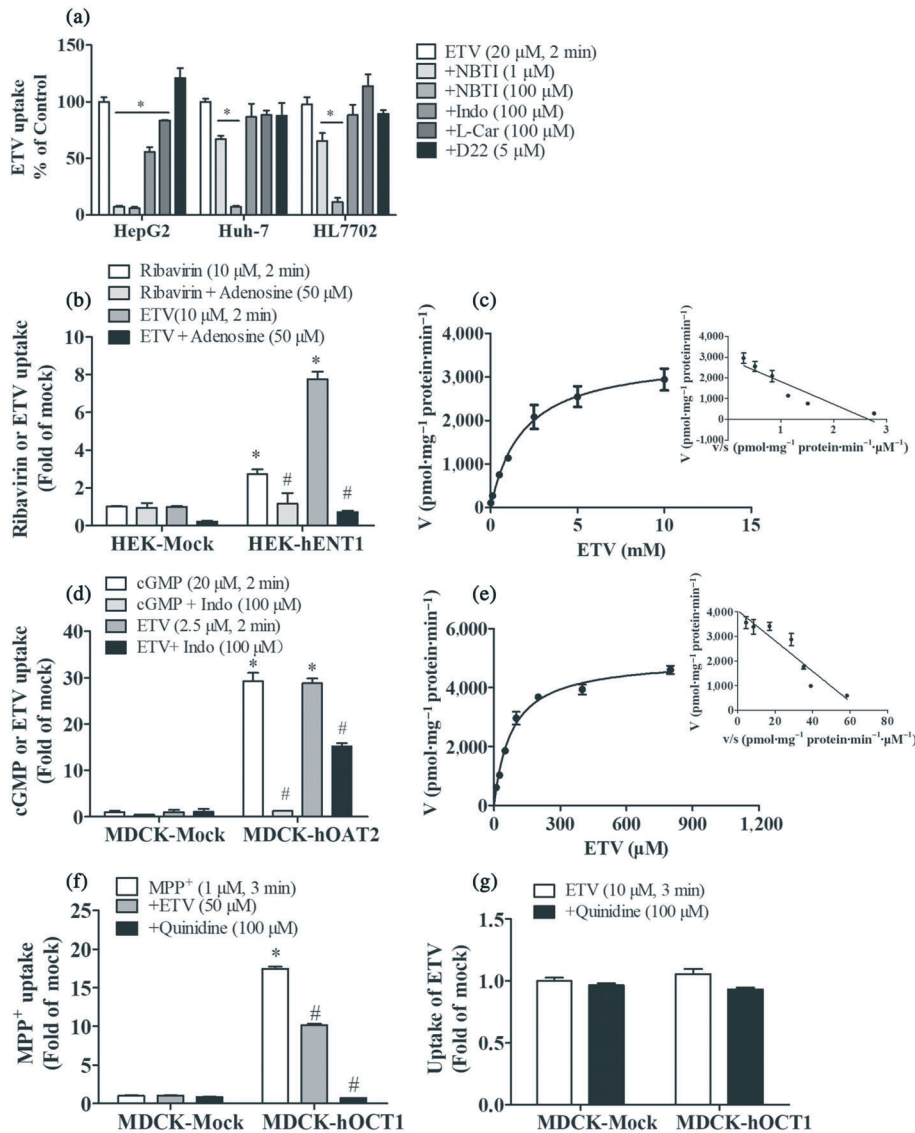 (a)
ETV uptake
% of Control
150
100
50
0
*
*
*
HepG2
Huh-7
HL7702
ETV (20 μM, 2 min)
+NBTI (1 μM)
+NBTI (100 μM)
+Indo (100 μM)
+L-Car (100 μM)
+D22 (5 μM)
(b)
Ribavirin (10 μM, 2 min)
Ribavirin + Adenosine (50 μM)
ETV(10 μM, 2 min)
ETV + Adenosine (50 μM)
Ribavirin or ETV uptake
(Fold of mock)
10
8
6
4
2
0
*
#
*
#
HEK-Mock
HEK-hENT1
(c)
V (pmol·mg⁻¹ protein·min⁻¹)
4,000
3,000
2,000
1,000
0
0
5
10
15
ETV (mM)
V (pmol·mg⁻¹ protein·min⁻¹)
4,000
3,000
2,000
1,000
0
-1,000
1
2
3
v/s (pmol·mg⁻¹ protein·min⁻¹·μM⁻¹)
(d)
cGMP (20 μM, 2 min)
cGMP + Indo (100 μM)
ETV (2.5 μM, 2 min)
ETV+ Indo (100 μM)
cGMP or ETV uptake
(Fold of mock)
40
30
20
10
0
*
#
*
#
MDCK-Mock
MDCK-hOAT2
(e)
V (pmol·mg⁻¹ protein·min⁻¹)
6,000
4,000
2,000
0
0
300
600
900
1,200
ETV (μM)
V (pmol·mg⁻¹ protein·min⁻¹)
4,000
3,000
2,000
1,000
0
0
20
40
60
80
v/s (pmol·mg⁻¹ protein·min⁻¹·μM⁻¹)
(f)
MPP⁺ (1 μM, 3 min)
+ETV (50 μM)
+Quinidine (100 μM)
MPP⁺ uptake
(Fold of mock)
25
20
15
10
5
0
*
#
#
MDCK-Mock
MDCK-hOCT1
(g)
ETV (10 μM, 3 min)
+Quinidine (100 μM)
Uptake of ETV
(Fold of mock)
1.5
1.0
0.5
0.0
MDCK-Mock
MDCK-hOCT1